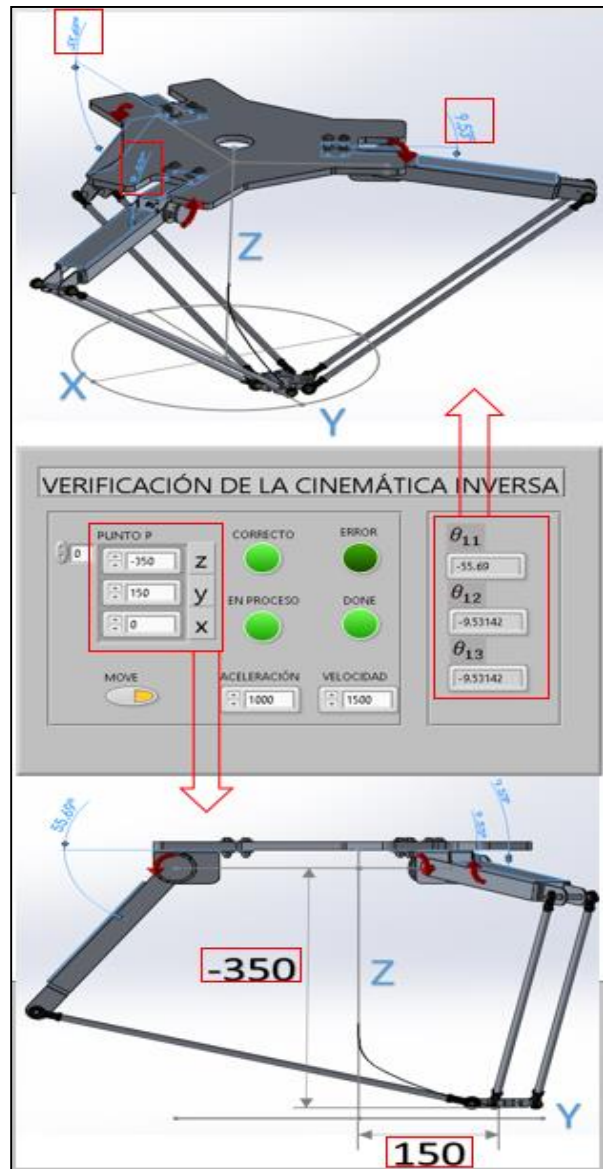 55.69°
9.53°
9.53°
Z
X
Y
VERIFICACIÓN DE LA CINEMÁTICA INVERSA
PUNTO P
CORRECTO
ERROR
0
-350
z
150
y
0
x
EN PROCESO
DONE
MOVE
ACELERACIÓN
1000
VELOCIDAD
1500
θ11
-55.69
θ12
-9.53142
θ13
-9.53142
55.69°
9.53°
9.53°
-350
Z
Y
150